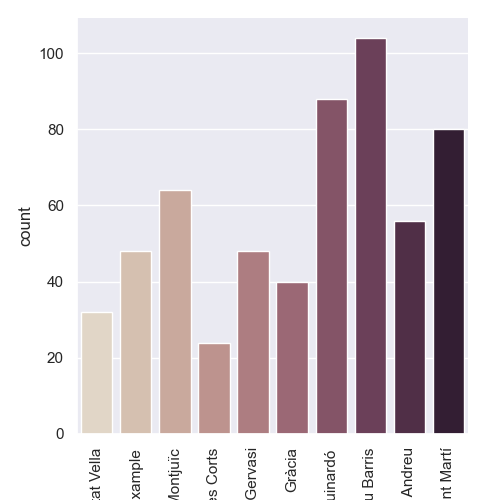 100
80
60
40
20
0
count
tat Vella
xample
Montjuïc
es Corts
Gervasi
Gràcia
uinardó
u Barris
Andreu
nt Martí